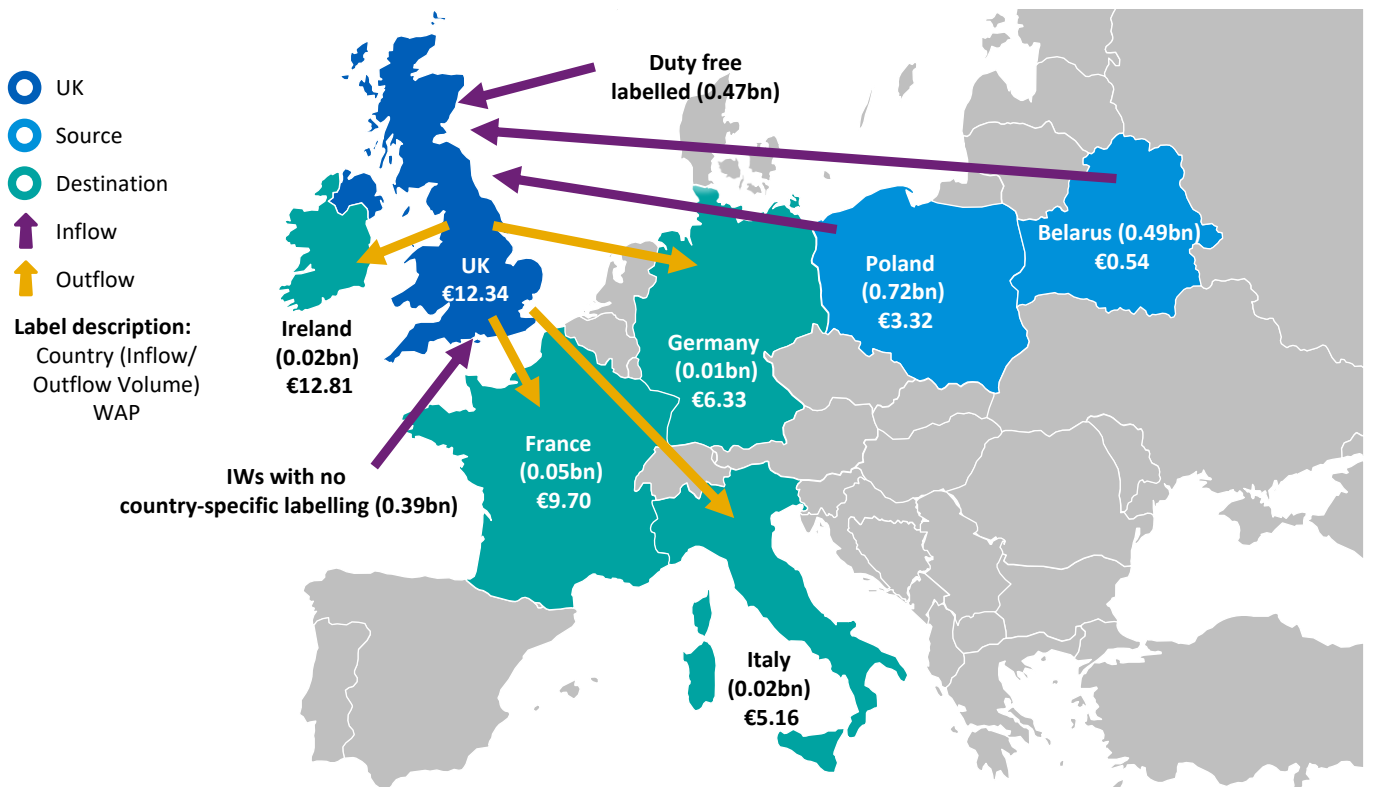 UK
Source
Destination
Inflow
Outflow
Label description:
Country (Inflow/
Outflow Volume)
WAP
Duty free
labelled (0.47bn)
Belarus (0.49bn)
€0.54
Poland
(0.72bn)
€3.32
UK
€12.34
Ireland
(0.02bn)
€12.81
Germany
(0.01bn)
€6.33
France
(0.05bn)
€9.70
IWs with no
country-specific labelling (0.39bn)
Italy
(0.02bn)
€5.16